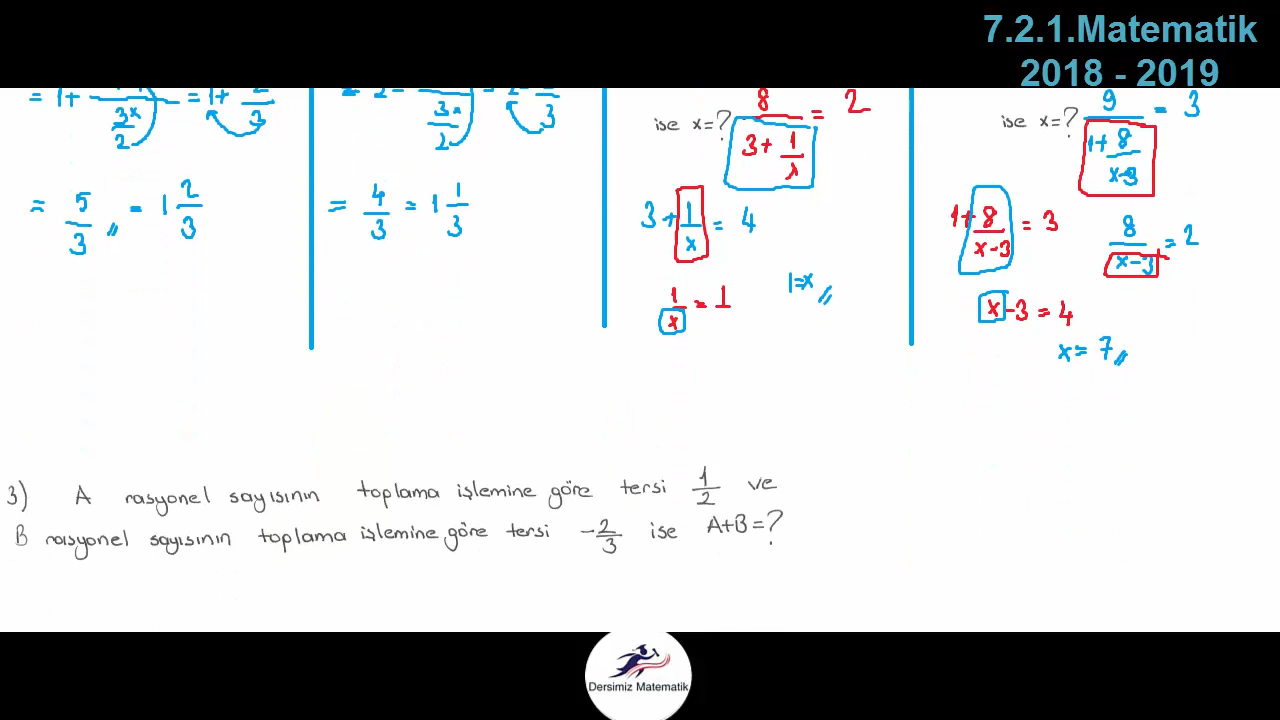 7.2.1.Matematik
2018 - 2019
= 5/3 = 1 2/3
= 4/3 = 1 1/3
ise x=?
8/(3 + 1/x) = 2
3 + 1/x = 4
1/x = 1
1=x
ise x=?
9/(1 + 8/(x-3)) = 3
1+ 8/(x-3) = 3
8/(x-3) = 2
x-3 = 4
x = 7
3) A rasyonel sayısının toplama işlemine göre tersi 1/2 ve
B rasyonel sayısının toplama işlemine göre tersi -2/3 ise A+B=?
Dersimiz Matematik